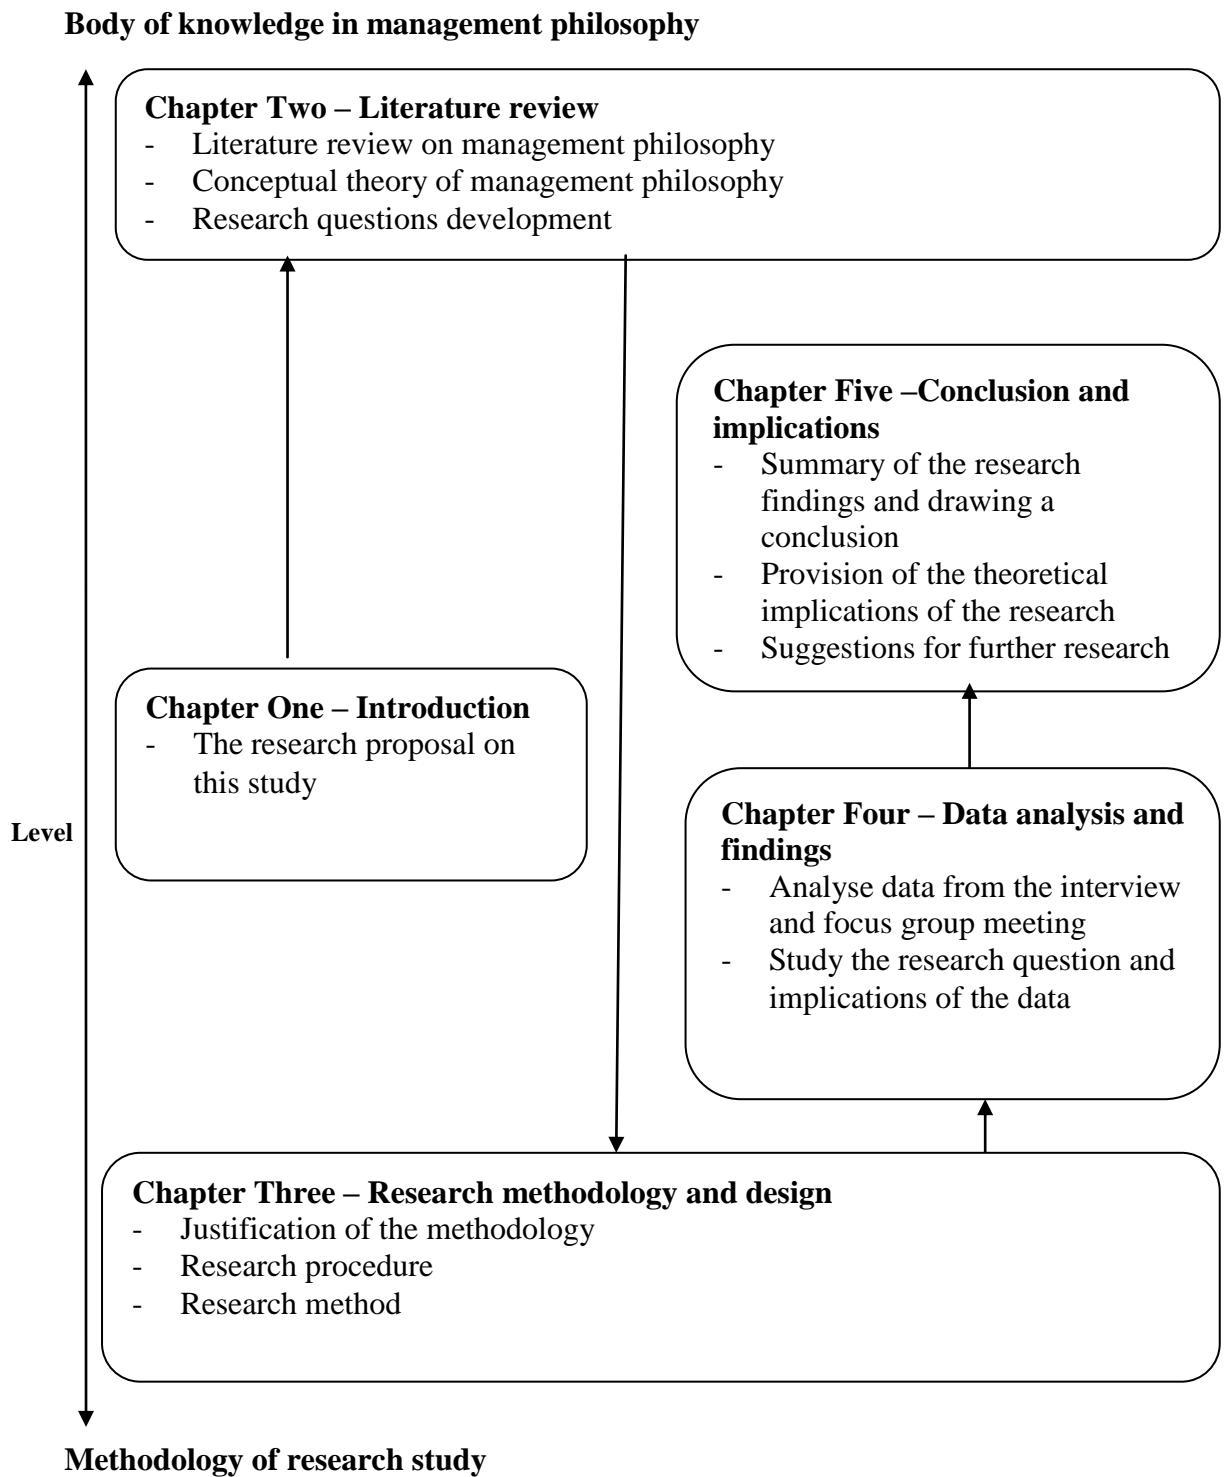 Body of knowledge in management philosophy
Chapter Two – Literature review
- Literature review on management philosophy
- Conceptual theory of management philosophy
- Research questions development
Chapter Five –Conclusion and
implications
- Summary of the research
findings and drawing a
conclusion
- Provision of the theoretical
implications of the research
- Suggestions for further research
Chapter One – Introduction
- The research proposal on
this study
Level
Chapter Four – Data analysis and
findings
- Analyse data from the interview
and focus group meeting
- Study the research question and
implications of the data
Chapter Three – Research methodology and design
- Justification of the methodology
- Research procedure
- Research method
Methodology of research study